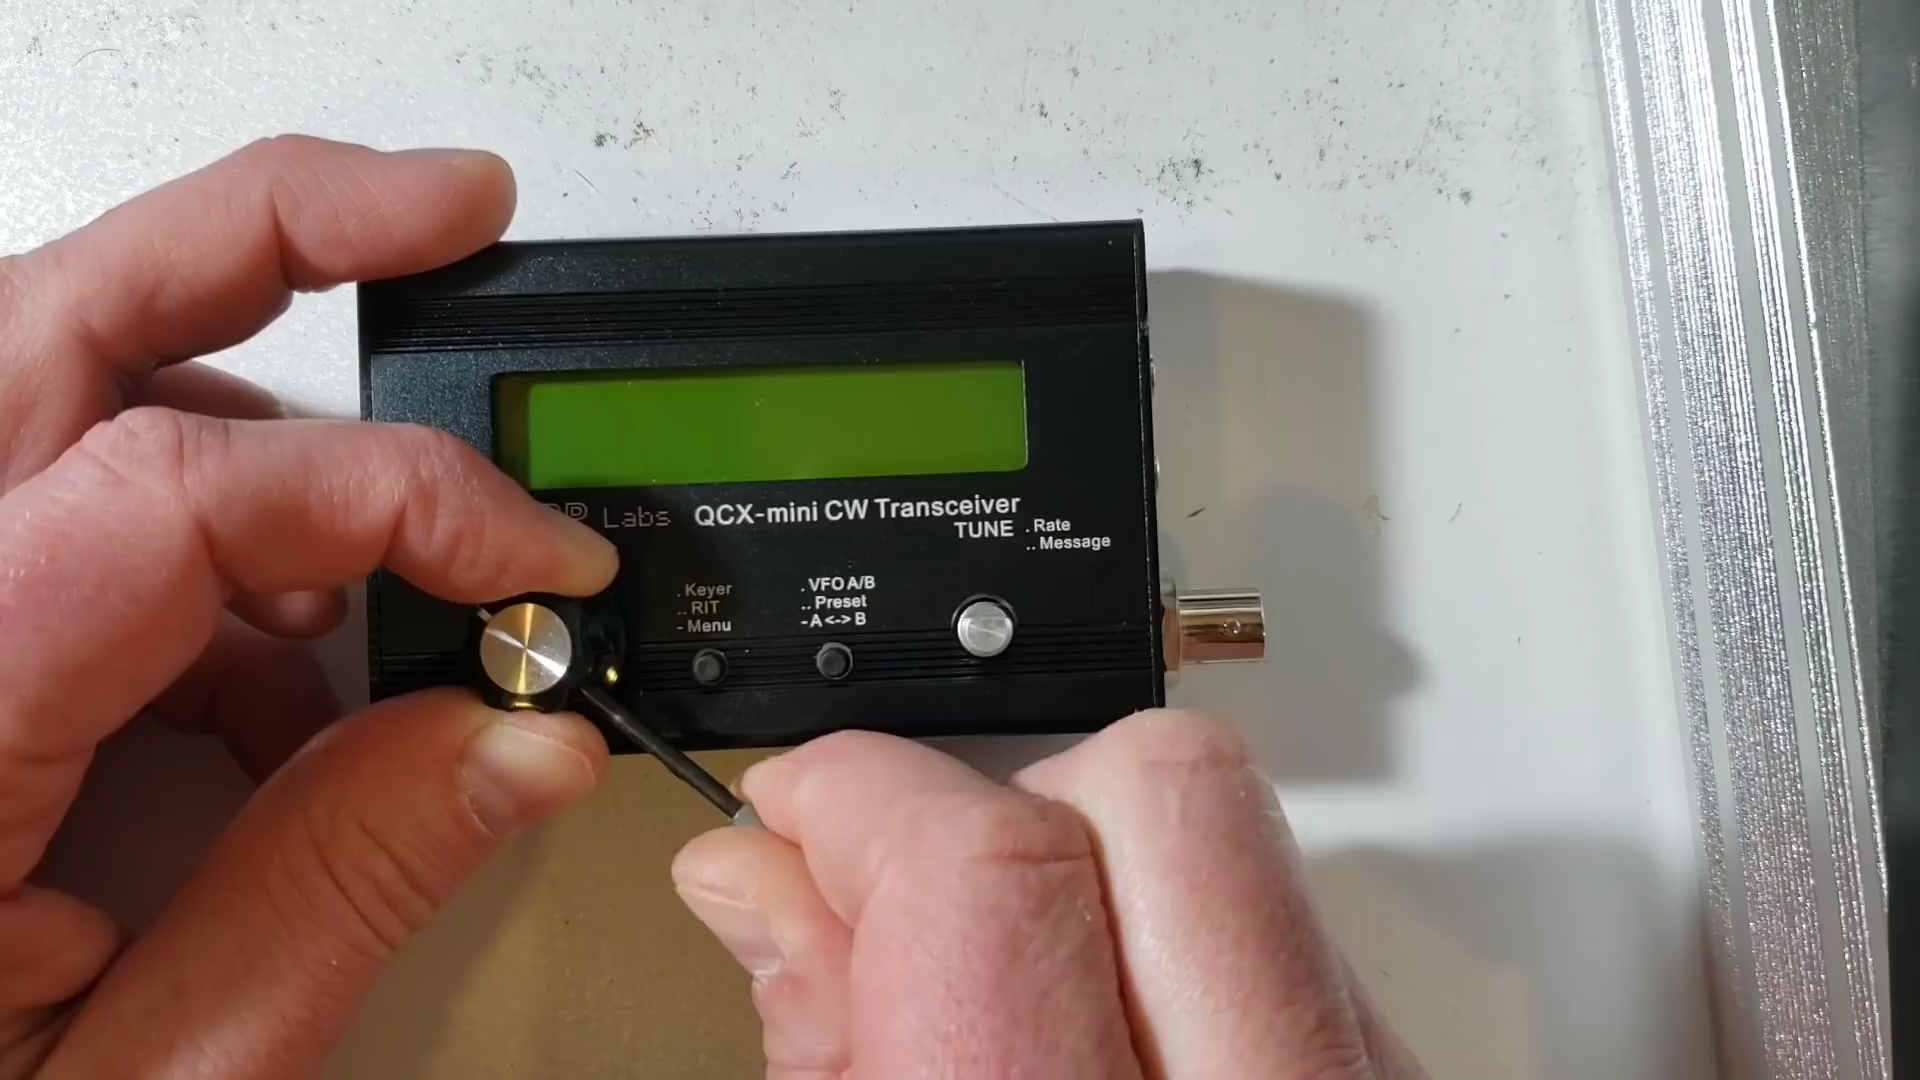 Labs QCX-mini CW Transceiver
TUNE
. Rate
.. Message
. Keyer
.. RIT
- Menu
. VFO A/B
.. Preset
- A <-> B